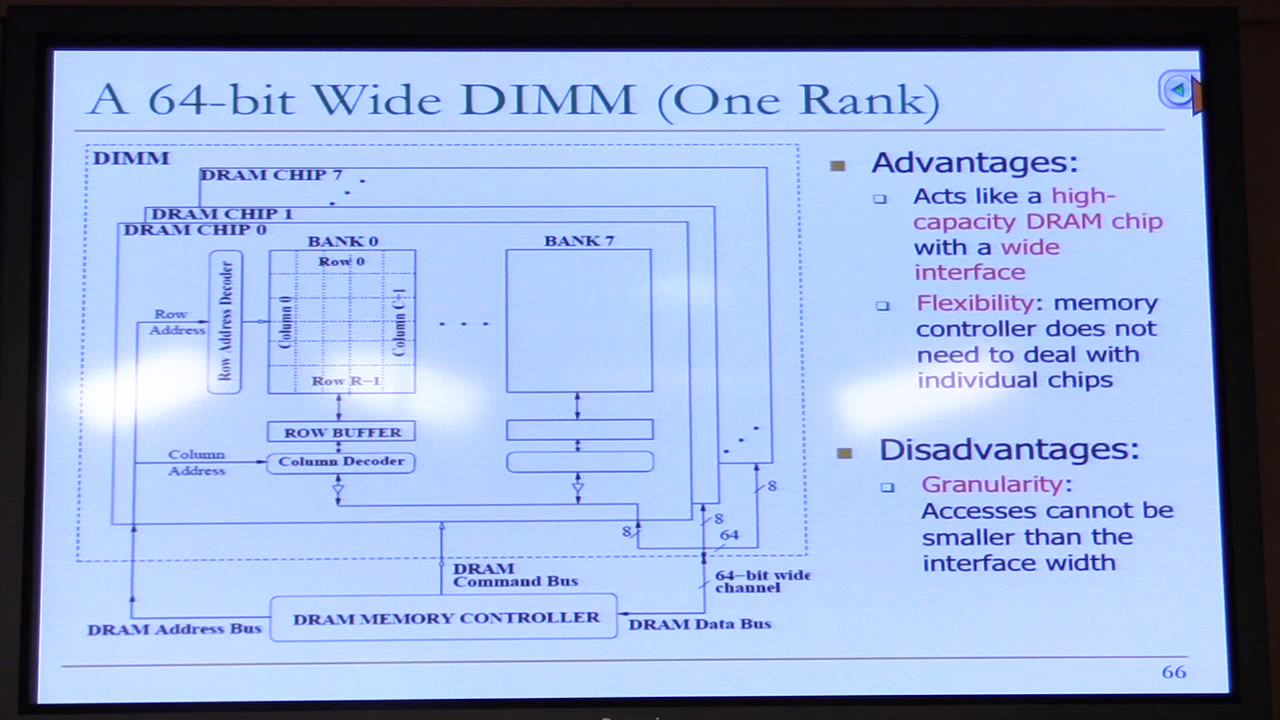 A 64-bit Wide DIMM (One Rank)
DIMM
DRAM CHIP 7
DRAM CHIP 1
DRAM CHIP 0
BANK 0
BANK 7
Row 0
Row Address Decoder
Column 0
Column C−1
Row
Address
Row R−1
ROW BUFFER
Column
Address
Column Decoder
8
8
8
64
DRAM
Command Bus
64−bit wide
channel
DRAM MEMORY CONTROLLER
DRAM Address Bus
DRAM Data Bus
Advantages:
Acts like a high-
capacity DRAM chip
with a wide
interface
Flexibility: memory
controller does not
need to deal with
individual chips
Disadvantages:
Granularity:
Accesses cannot be
smaller than the
interface width
66